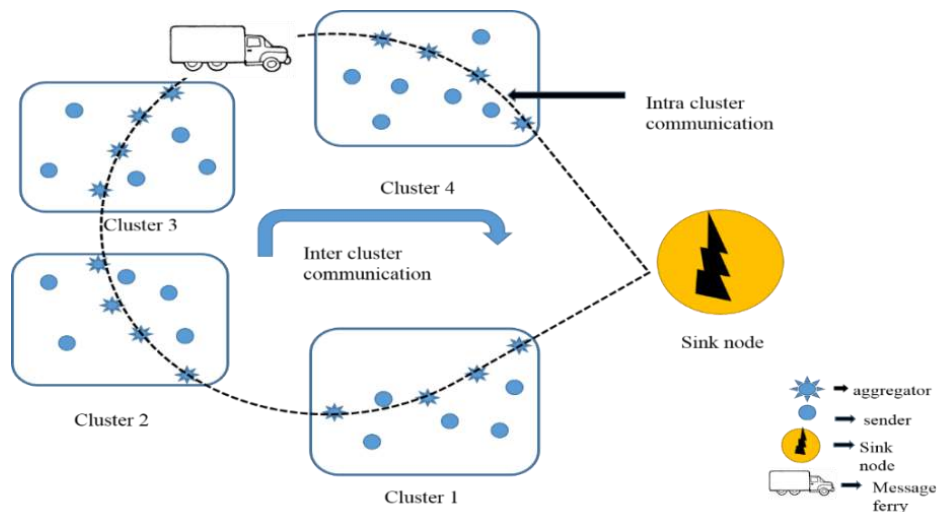 Intra cluster
communication
Cluster 4
Cluster 3
Inter cluster
communication
Sink node
Cluster 2
Cluster 1
aggregator
sender
Sink
node
Message
ferry